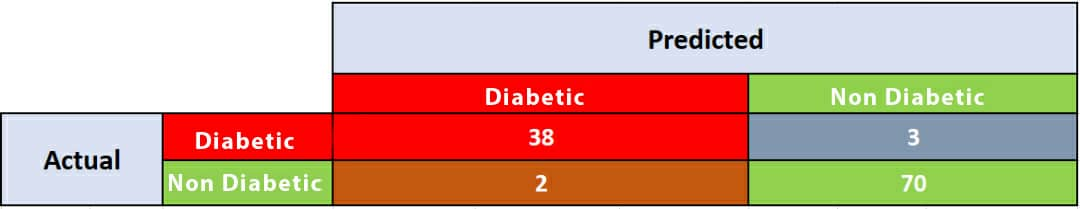 Predicted
Diabetic Non Diabetic
Actual
Diabetic 38 3
Non Diabetic 2 70